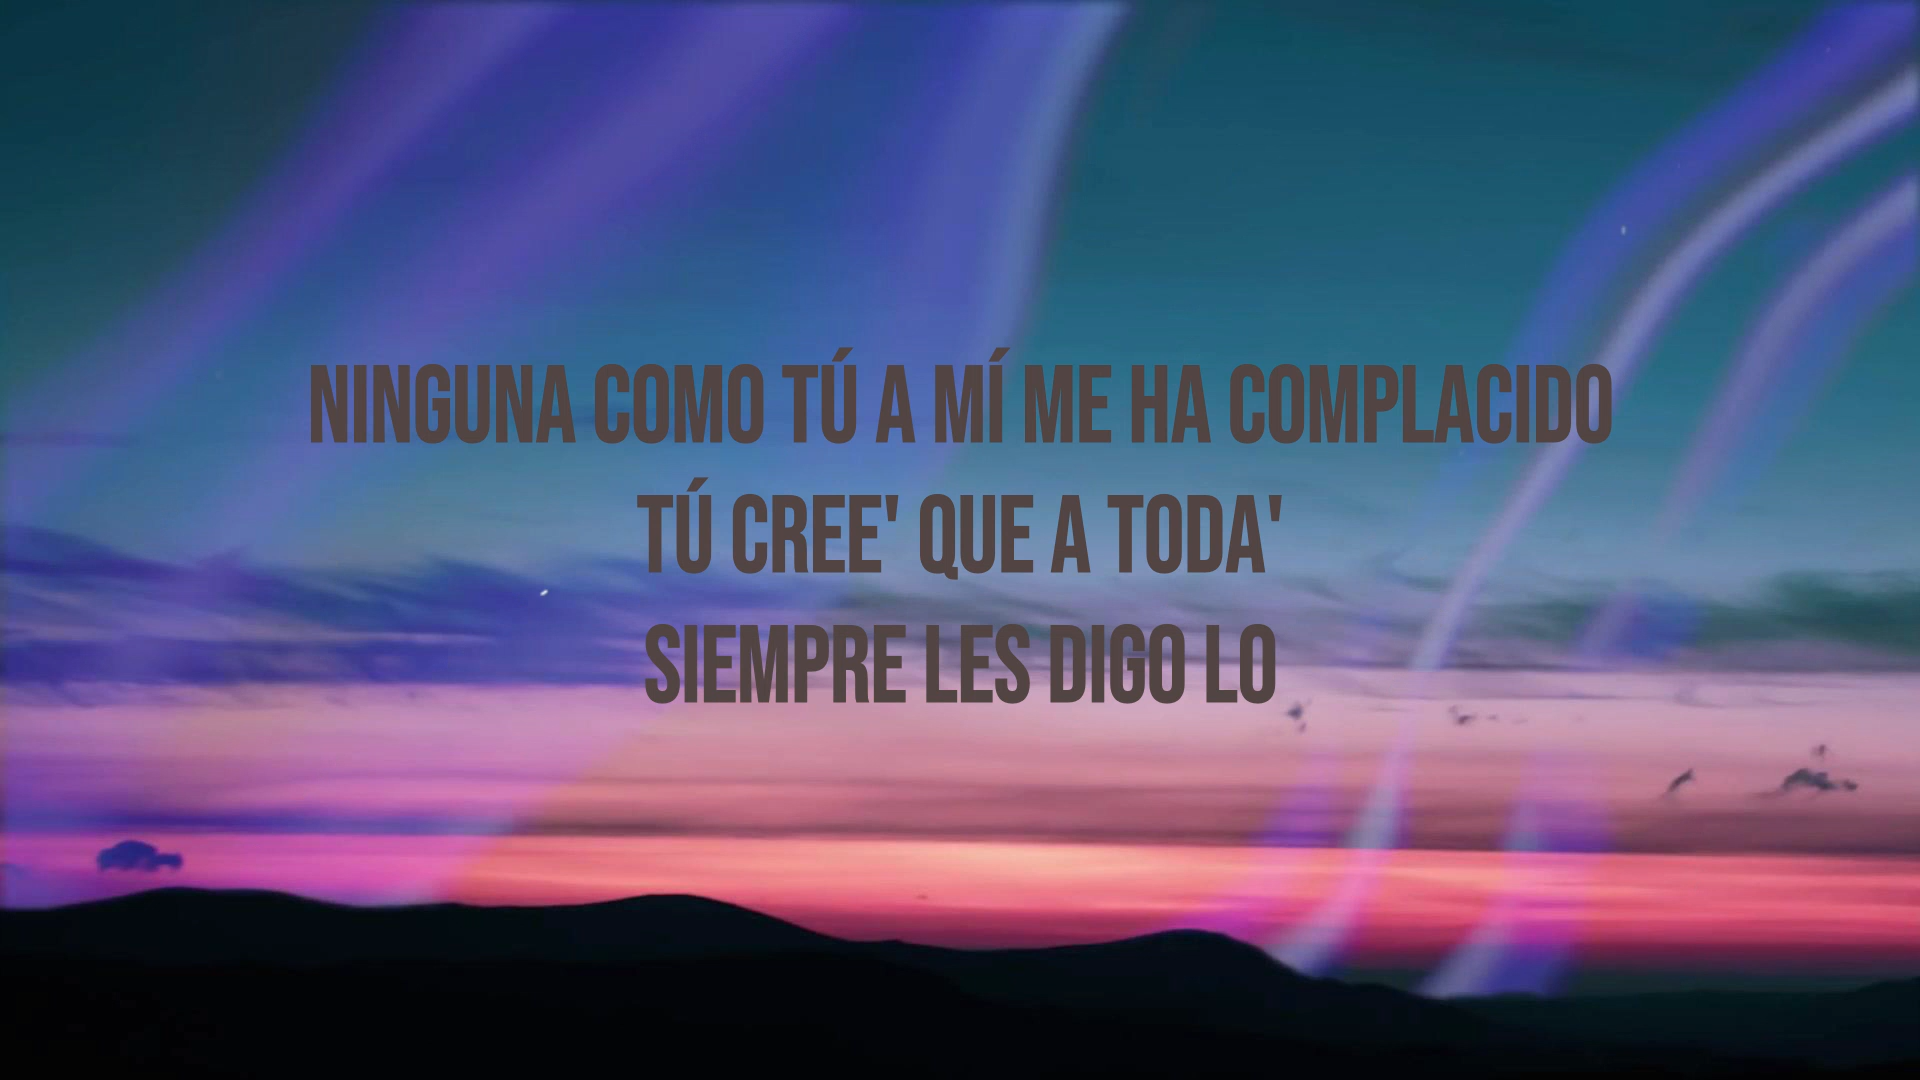 NINGUNA COMO TÚ A MÍ ME HA COMPLACIDO
TÚ CREE' QUE A TODA'
SIEMPRE LES DIGO LO